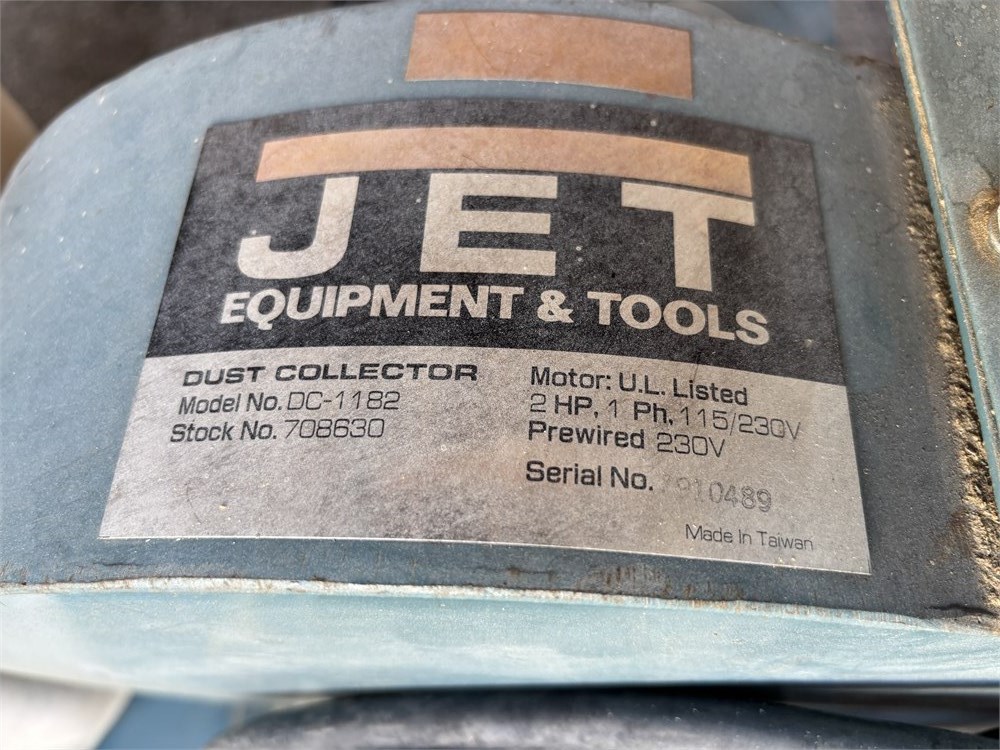 JET
EQUIPMENT & TOOLS
DUST COLLECTOR
Model No. DC-1182
Stock No. 708630
Motor: U.L. Listed
2 HP, 1 Ph, 115/230V
Prewired 230V
Serial No.
Made In Taiwan